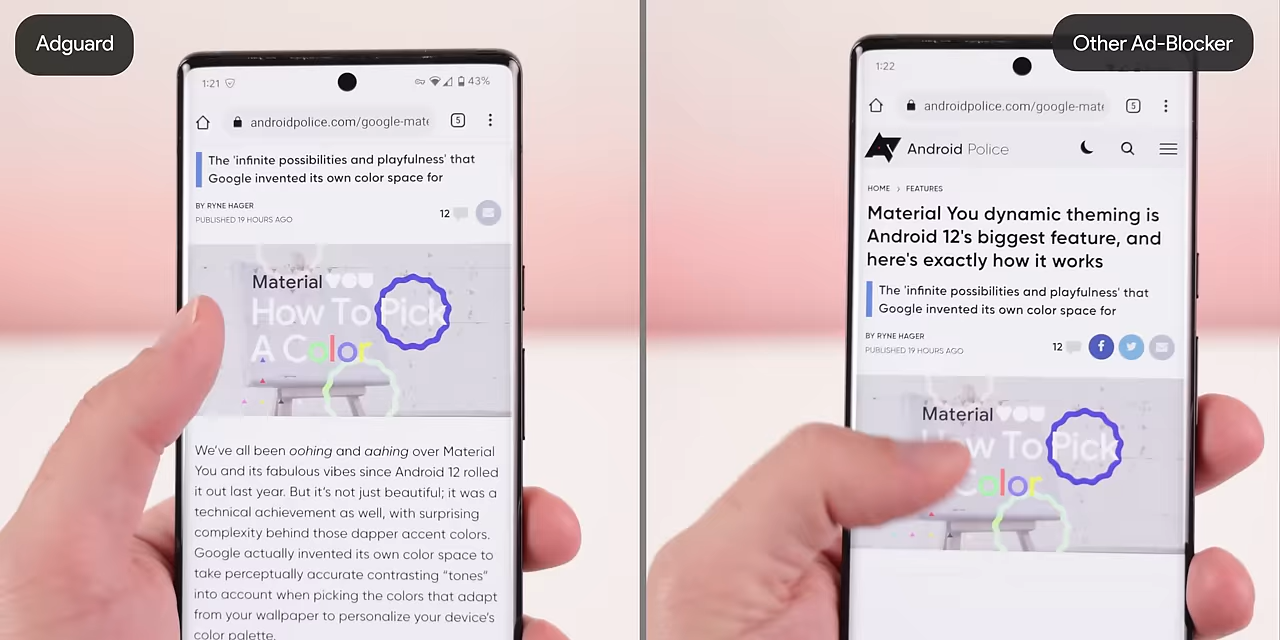 Adguard
1:21
43%
androidpolice.com/google-mate
5
The 'infinite possibilities and playfulness' that
Google invented its own color space for
BY RYNE HAGER
PUBLISHED 19 HOURS AGO
12
Material YOU
How To Pick
A Color
We've all been oohing and aahing over Material
You and its fabulous vibes since Android 12 rolled
it out last year. But it's not just beautiful; it was a
technical achievement as well, with surprising
complexity behind those dapper accent colors.
Google actually invented its own color space to
take perceptually accurate contrasting “tones”
into account when picking the colors that adapt
from your wallpaper to personalize your device's
color palette.
Other Ad-Blocker
1:22
androidpolice.com/google-mate
5
Android Police
HOME > FEATURES
Material You dynamic theming is
Android 12's biggest feature, and
here's exactly how it works
The 'infinite possibilities and playfulness' that
Google invented its own color space for
BY RYNE HAGER
PUBLISHED 19 HOURS AGO
12
Material YOU
How To Pick
Color